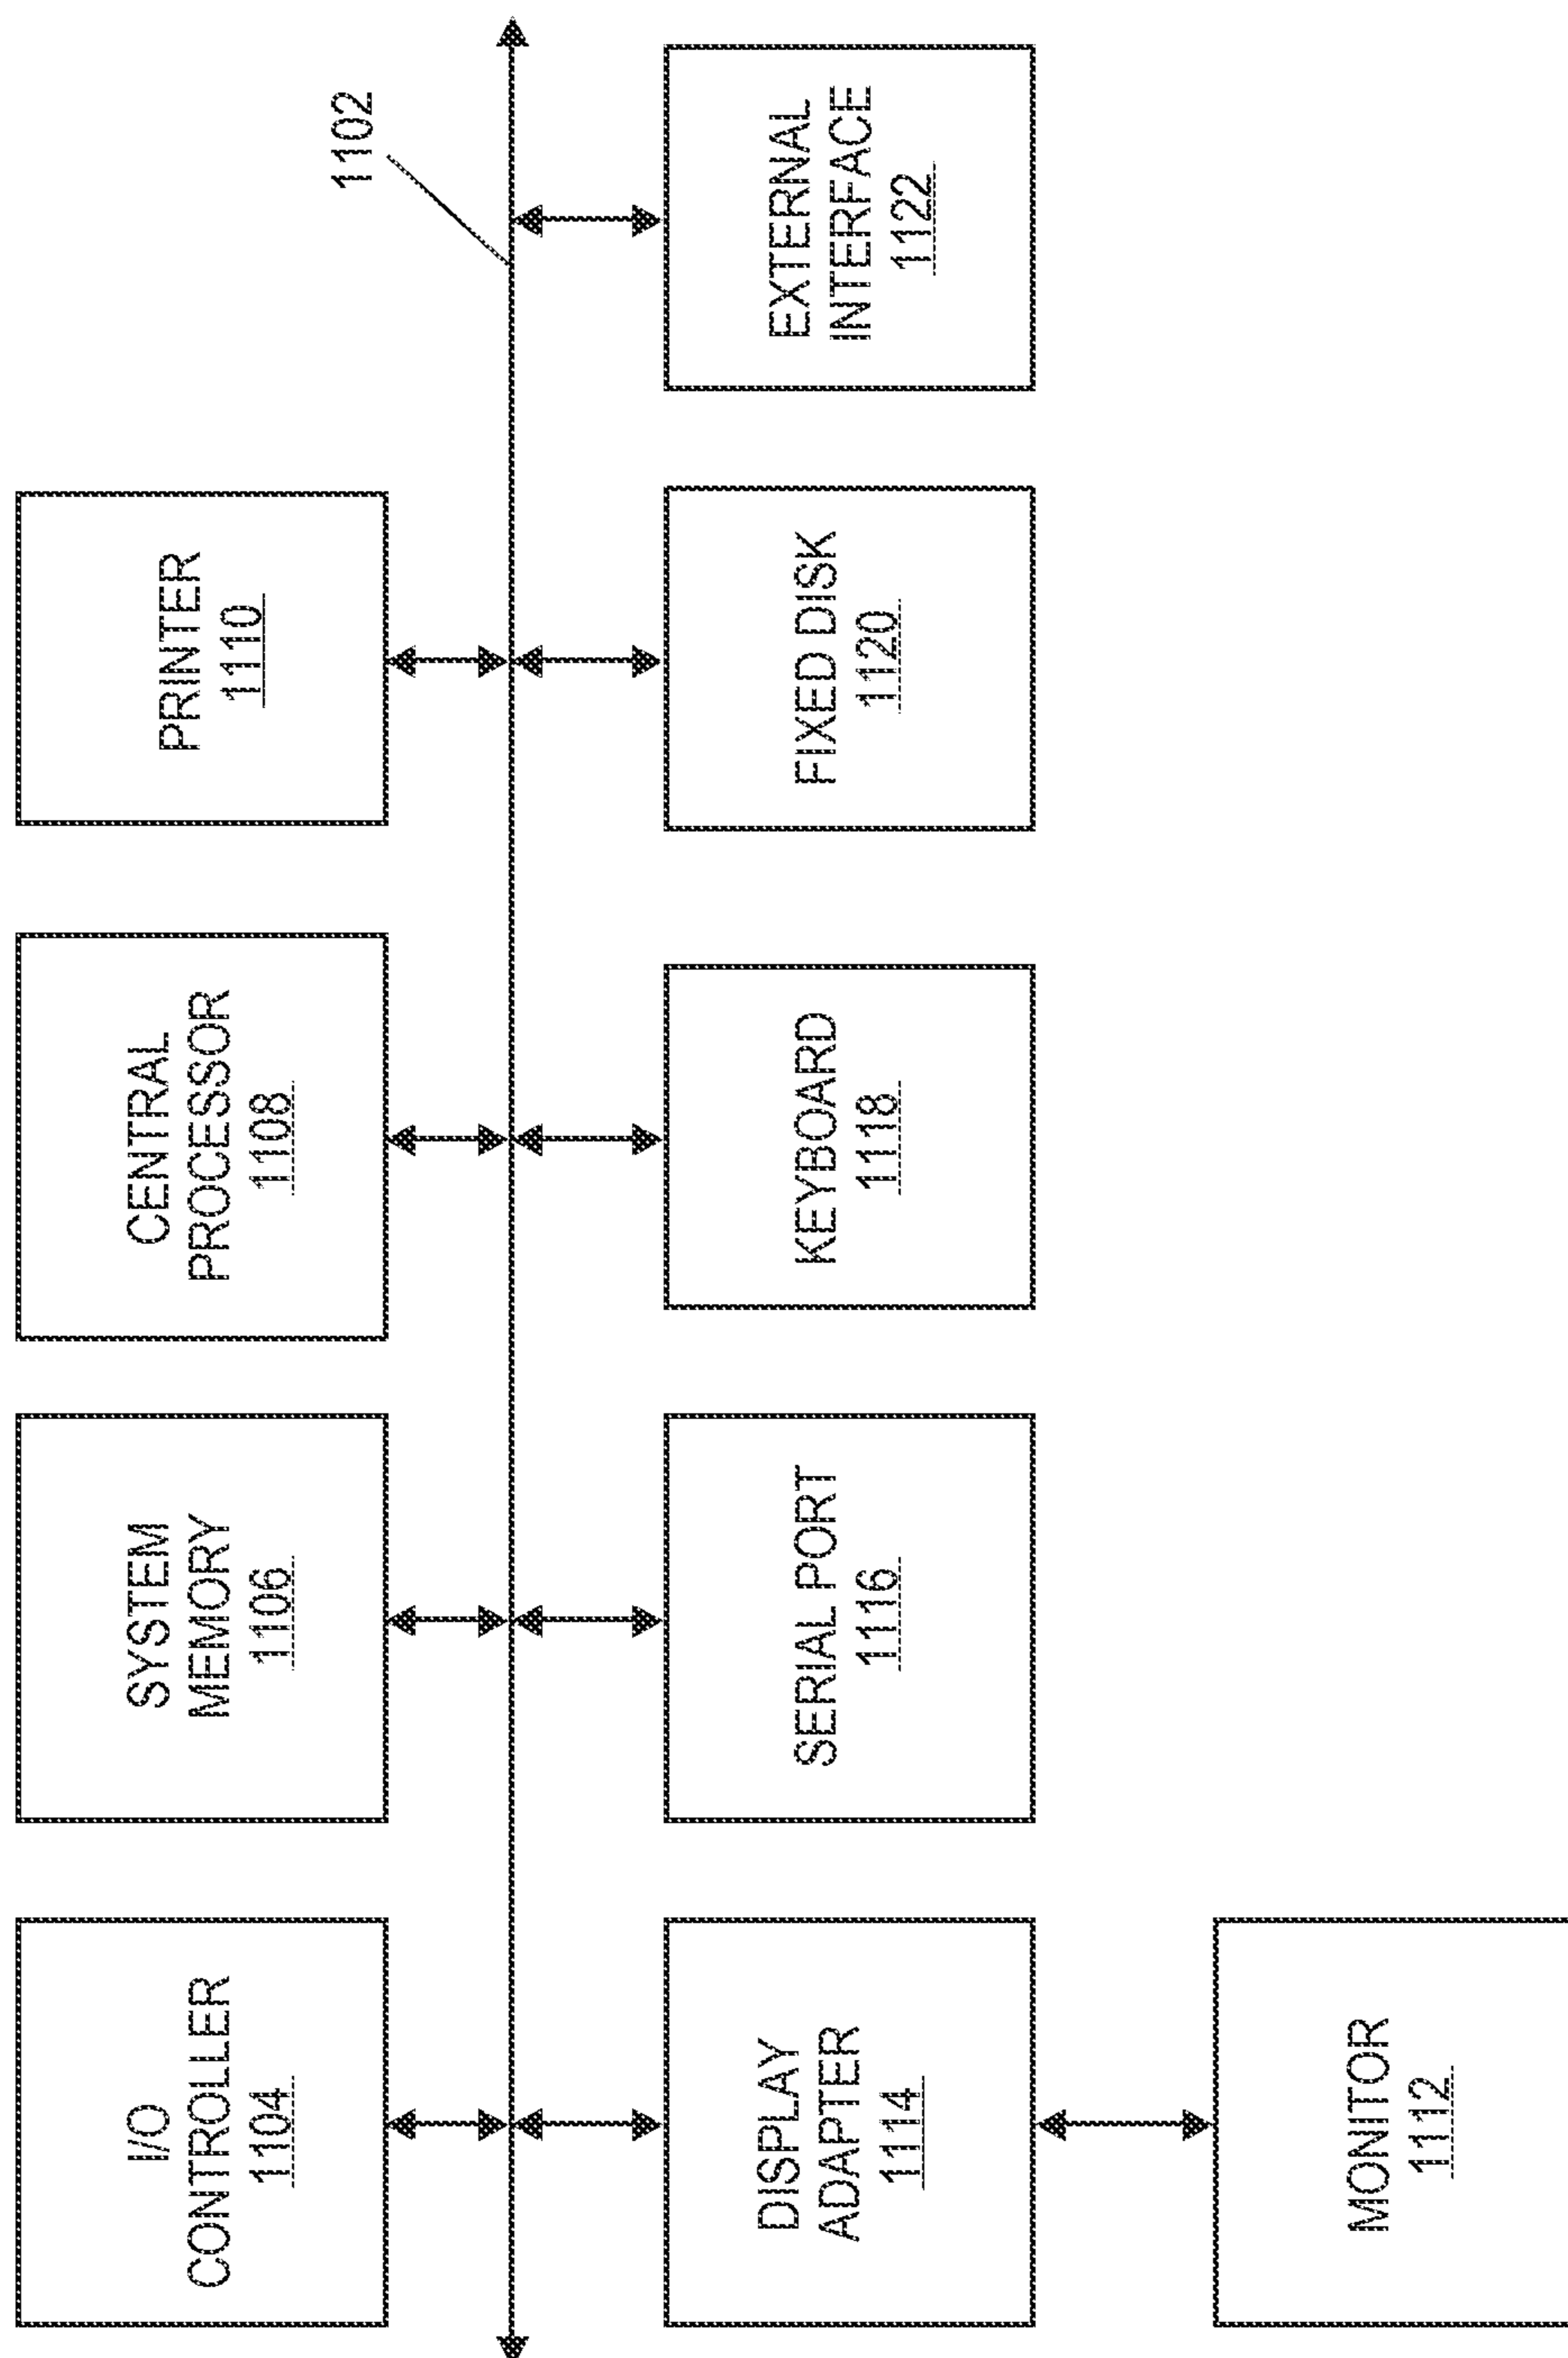 I/O
CONTROLLER
1104
SYSTEM
MEMORY
1106
CENTRAL
PROCESSOR
1108
PRINTER
1110
1102
DISPLAY
ADAPTER
1114
SERIAL PORT
1116
KEYBOARD
1118
FIXED DISK
1120
EXTERNAL
INTERFACE
1122
MONITOR
1112